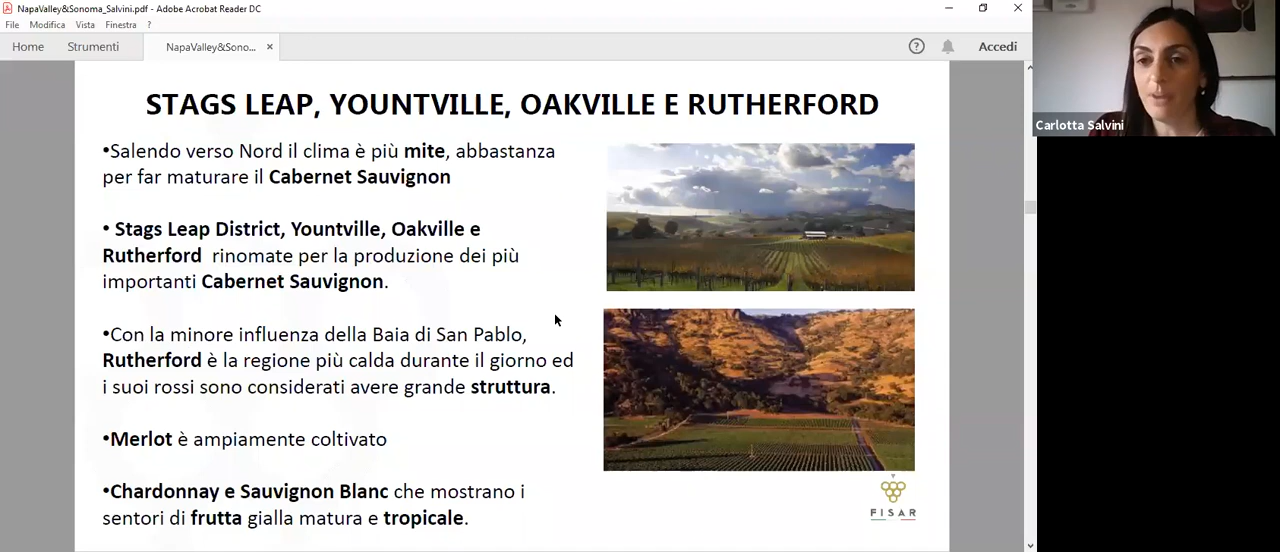 NapaValley&Sonoma_Salvini.pdf - Adobe Acrobat Reader DC
File Modifica Vista Finestra ?
Home Strumenti NapaValley&Sono... × Accedi
Carlotta Salvini
STAGS LEAP, YOUNTVILLE, OAKVILLE E RUTHERFORD
•Salendo verso Nord il clima è più mite, abbastanza
per far maturare il Cabernet Sauvignon
• Stags Leap District, Yountville, Oakville e
Rutherford rinomate per la produzione dei più
importanti Cabernet Sauvignon.
•Con la minore influenza della Baia di San Pablo,
Rutherford è la regione più calda durante il giorno ed
i suoi rossi sono considerati avere grande struttura.
•Merlot è ampiamente coltivato
•Chardonnay e Sauvignon Blanc che mostrano i
sentori di frutta gialla matura e tropicale.
FISAR